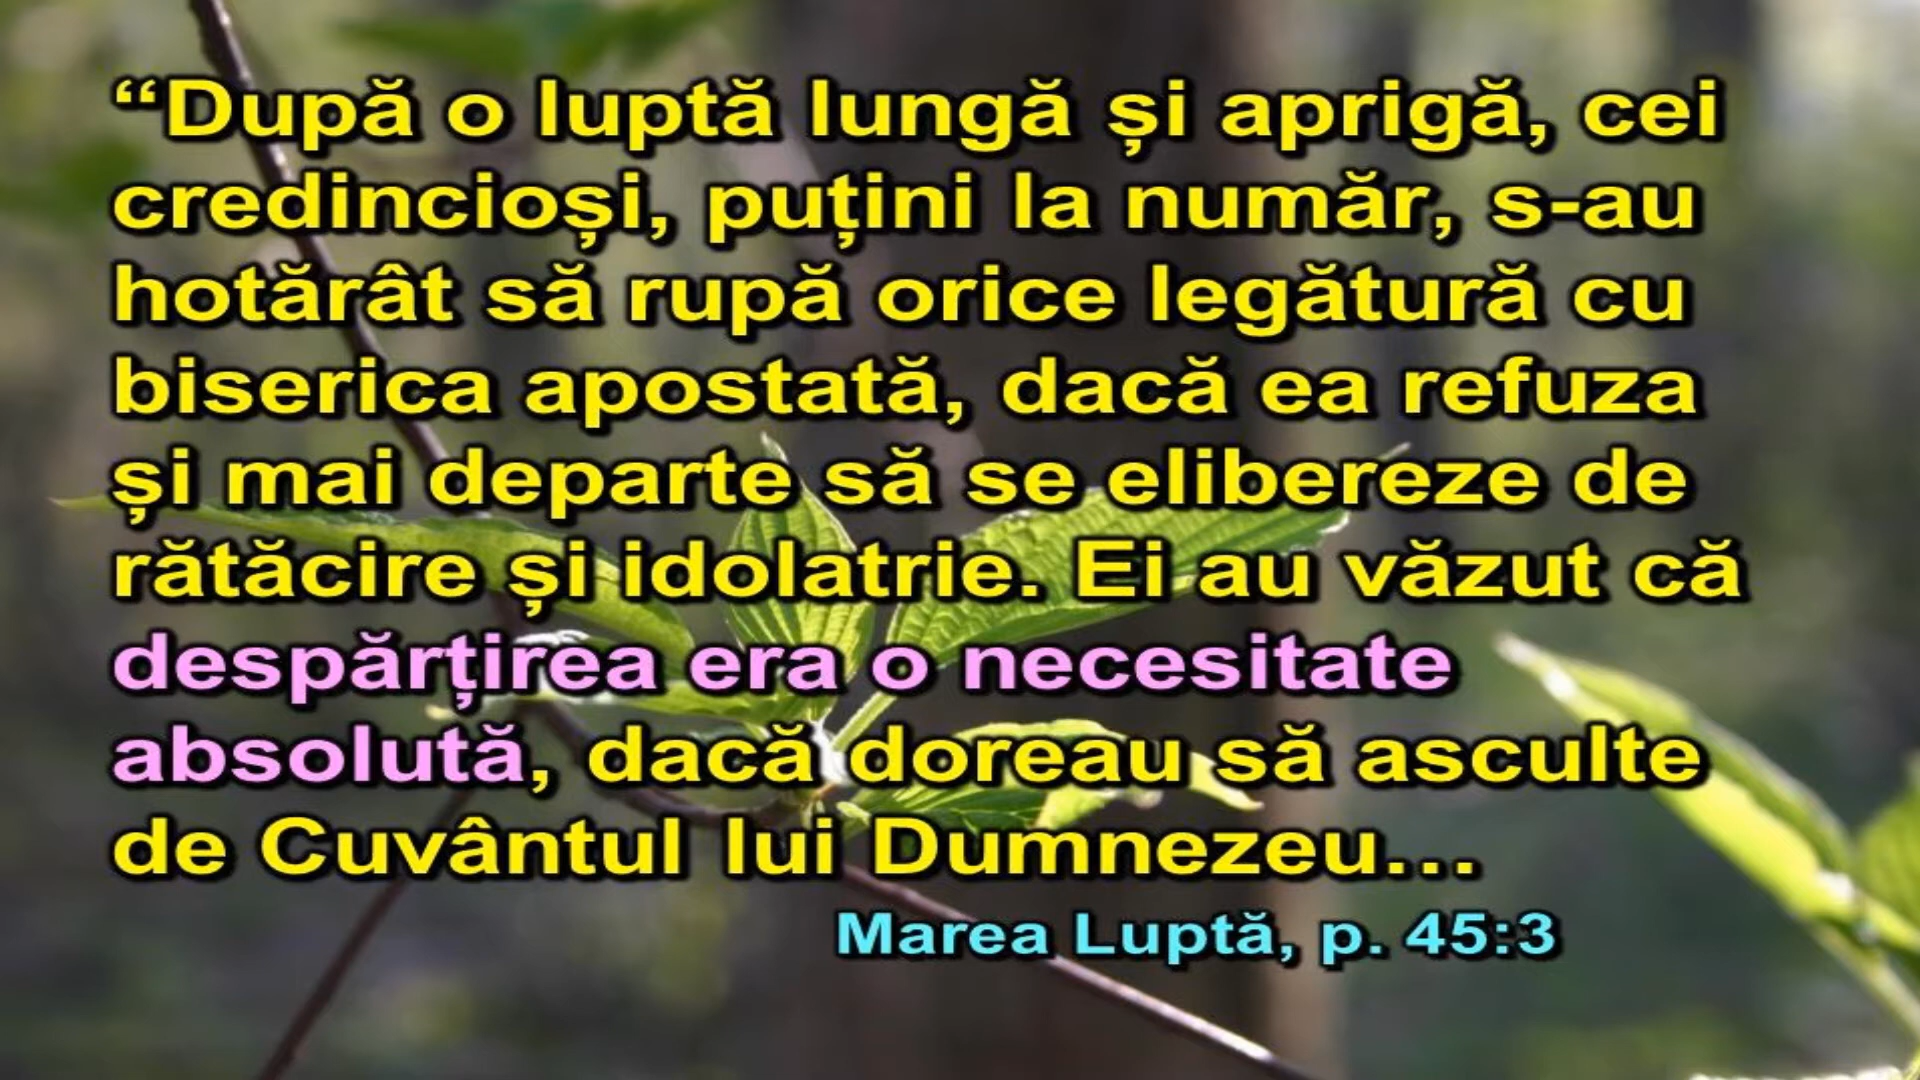 “După o luptă lungă și aprigă, cei
credincioși, puțini la număr, s-au
hotărât să rupă orice legătură cu
biserica apostată, dacă ea refuza
și mai departe să se elibereze de
rătăcire și idolatrie. Ei au văzut că
despărțirea era o necesitate
absolută, dacă doreau să asculte
de Cuvântul lui Dumnezeu...
Marea Luptă, p. 45:3